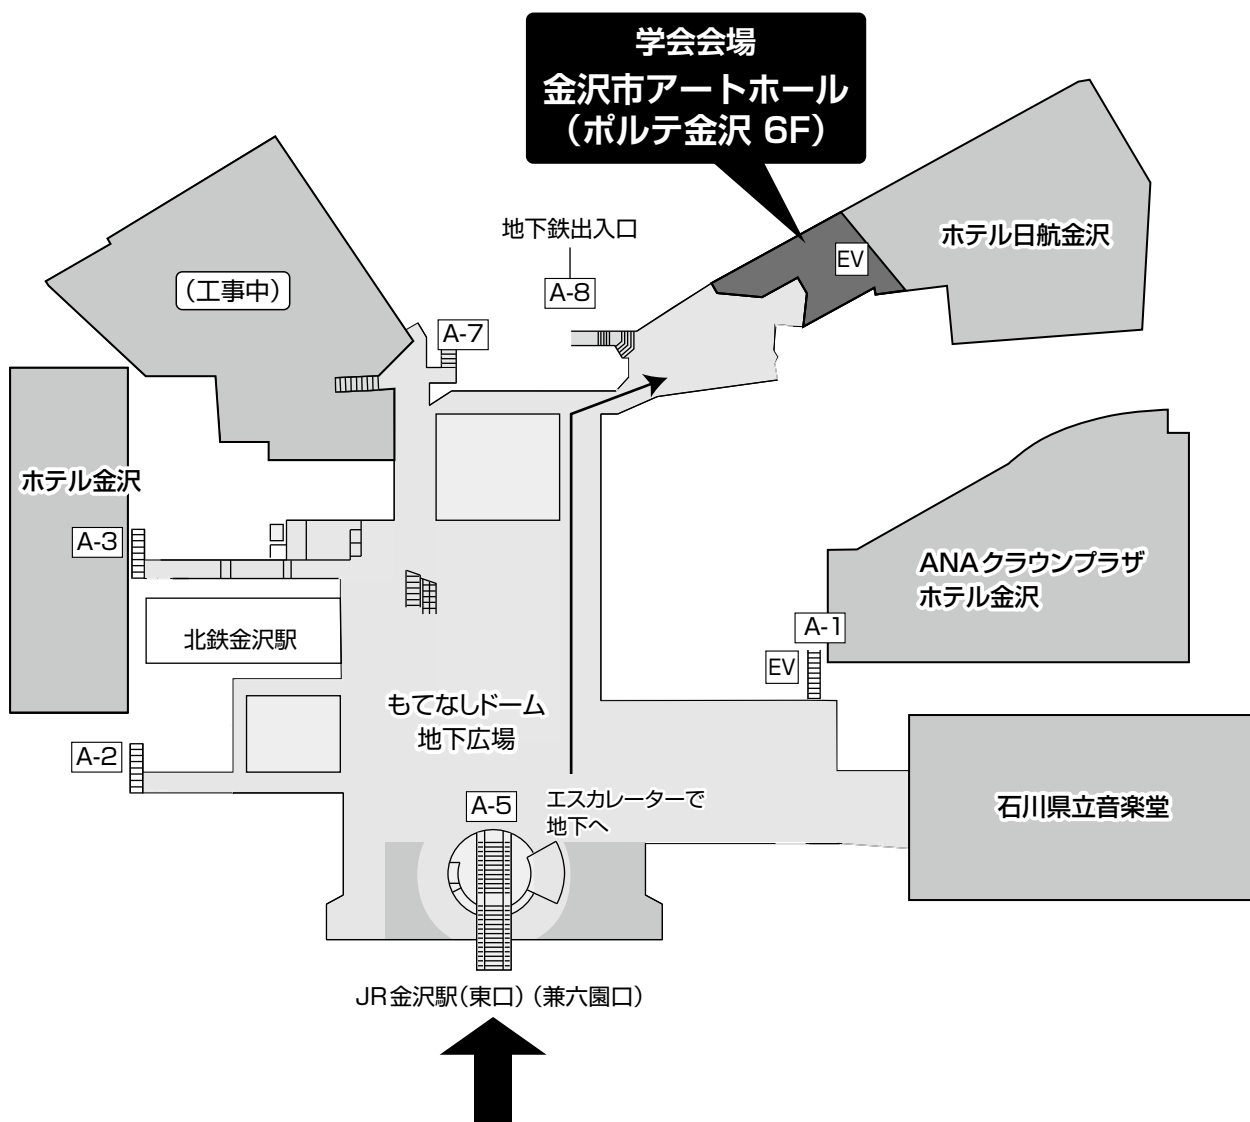 学会会場
金沢市アートホール
（ポルテ金沢 6F）
地下鉄出入口
A-8
EV
ホテル日航金沢
（工事中）
A-7
ホテル金沢
A-3
北鉄金沢駅
ANAクラウンプラザ
ホテル金沢
A-1
EV
もてなしドーム
地下広場
A-2
A-5
エスカレーターで
地下へ
石川県立音楽堂
JR金沢駅（東口）（兼六園口）